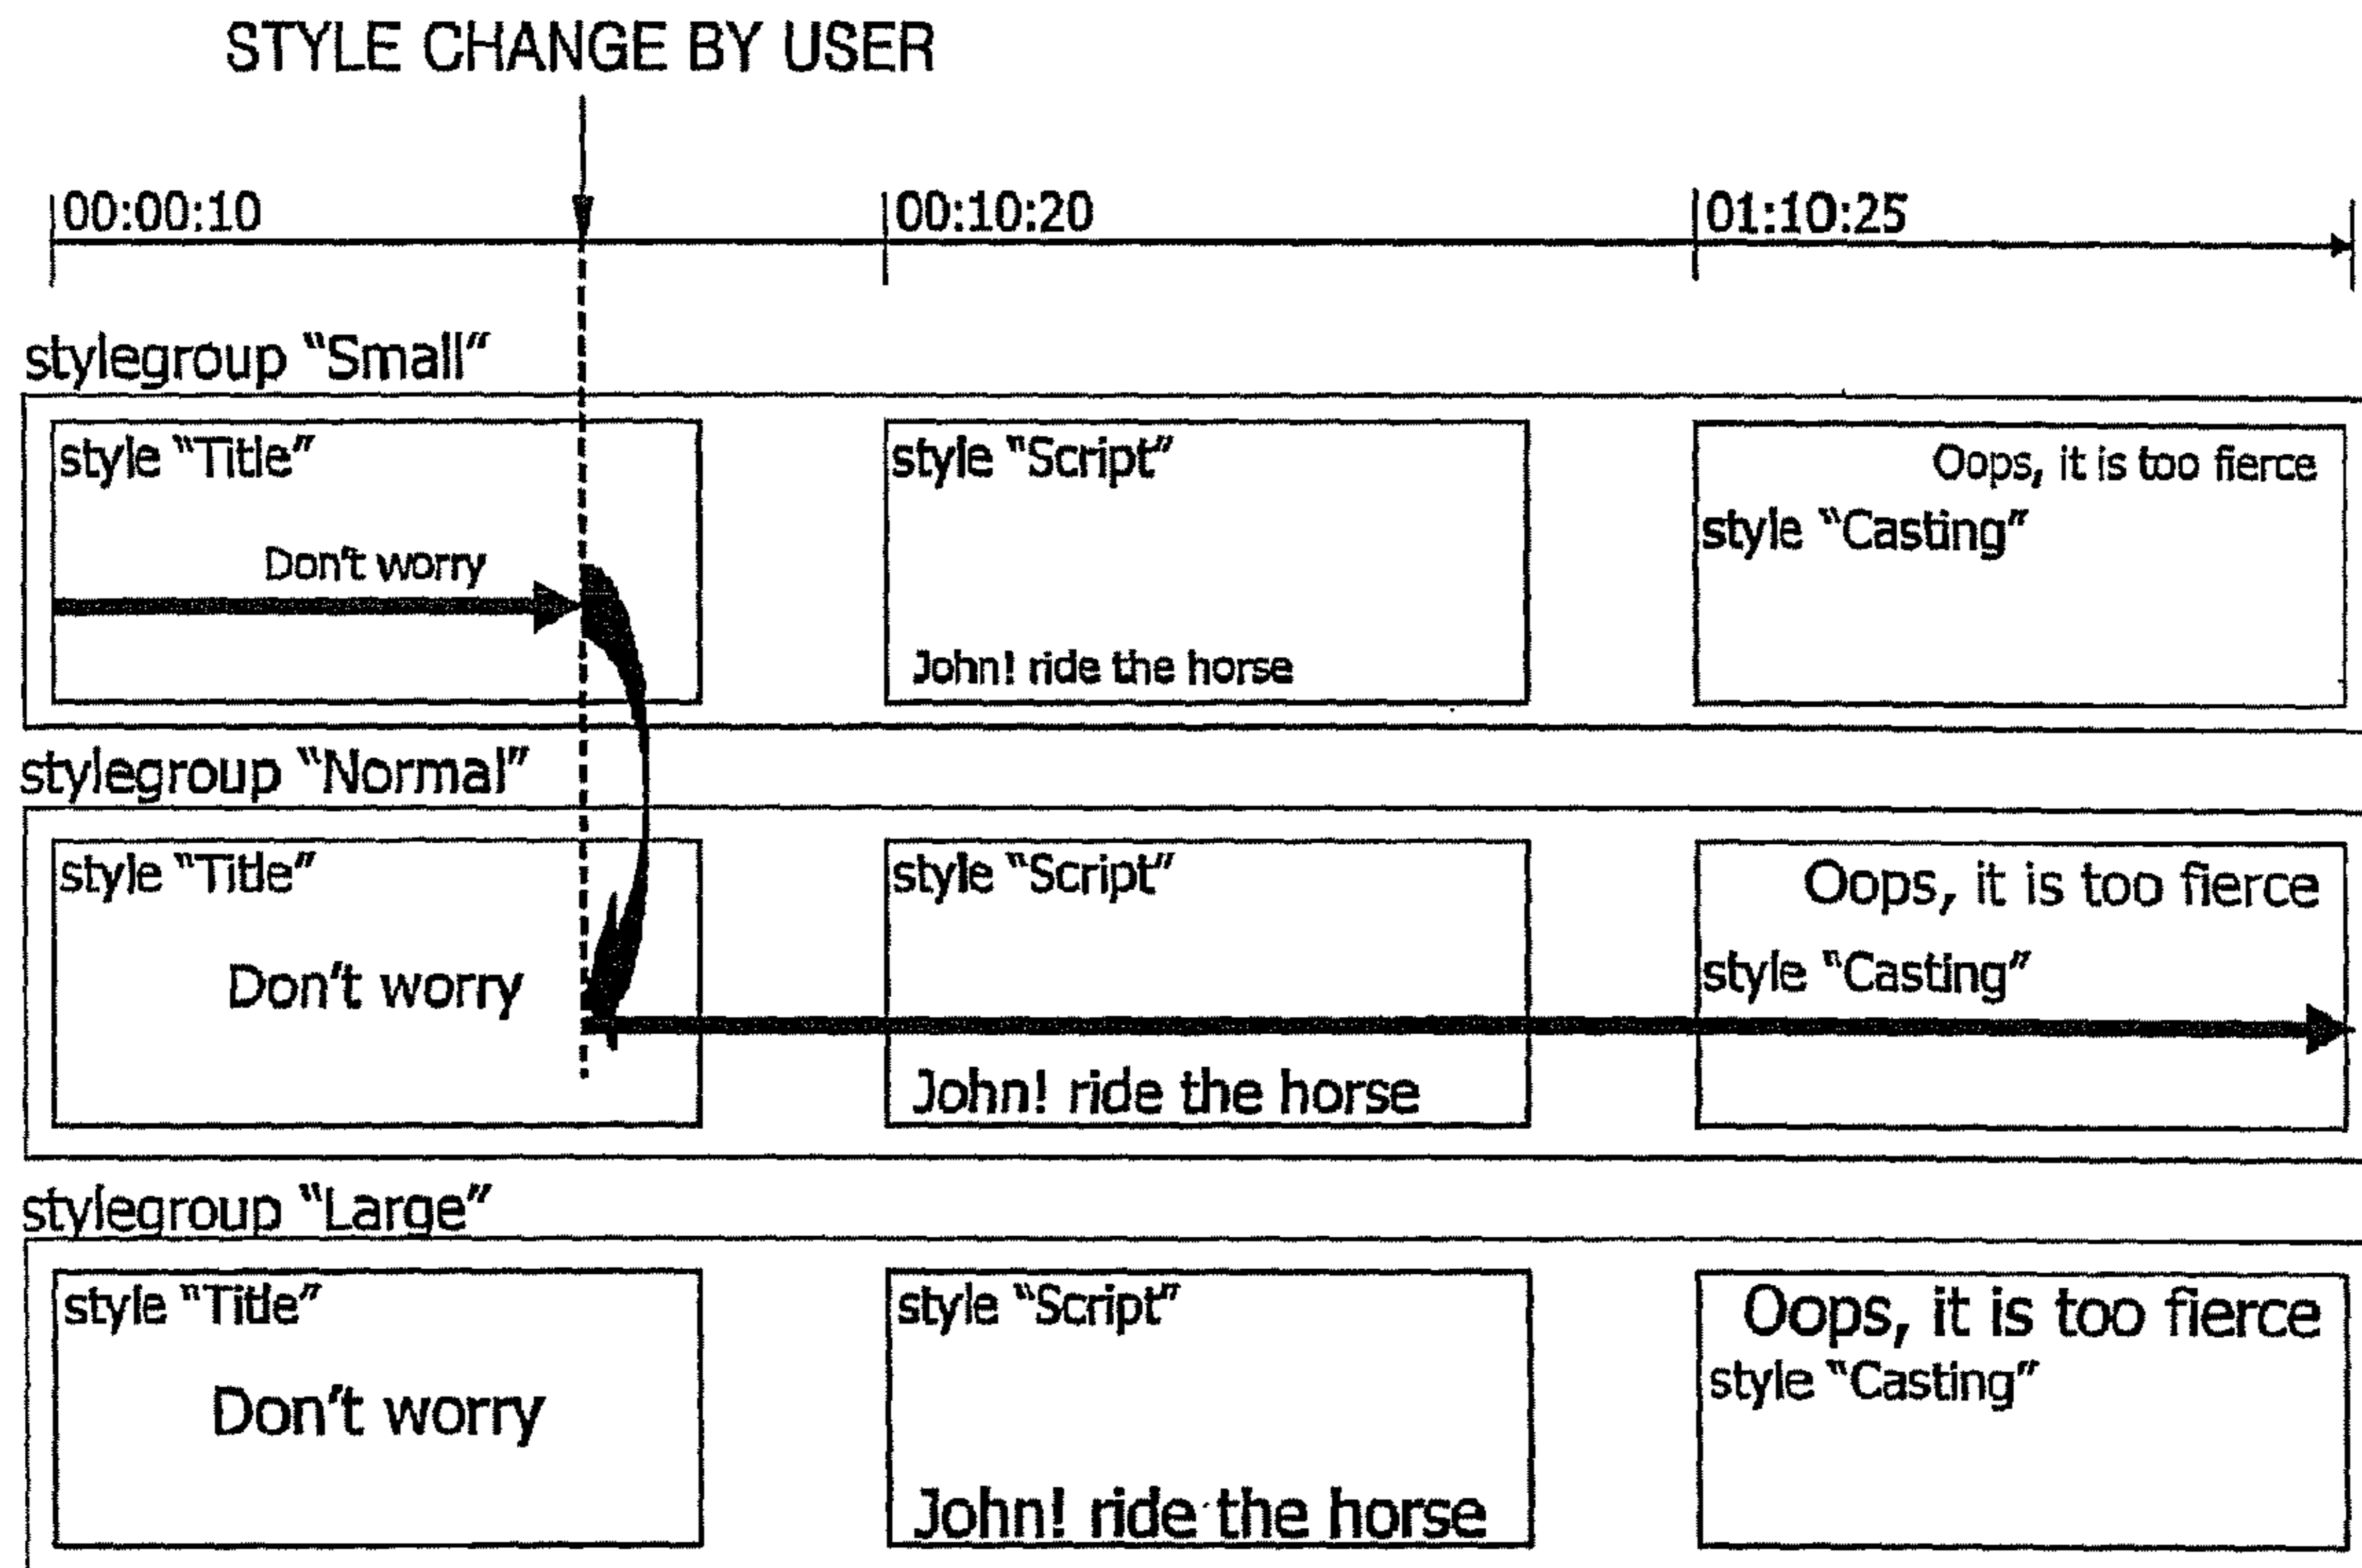 STYLE CHANGE BY USER
00:00:10
00:10:20
01:10:25
stylegroup “Small”
style “Title”
Don't worry
style “Script”
John! ride the horse
Oops, it is too fierce
style “Casting”
stylegroup “Normal”
style “Title”
Don't worry
style “Script”
John! ride the horse
Oops, it is too fierce
style “Casting”
stylegroup “Large”
style “Title”
Don't worry
style “Script”
John! ride the horse
Oops, it is too fierce
style “Casting”